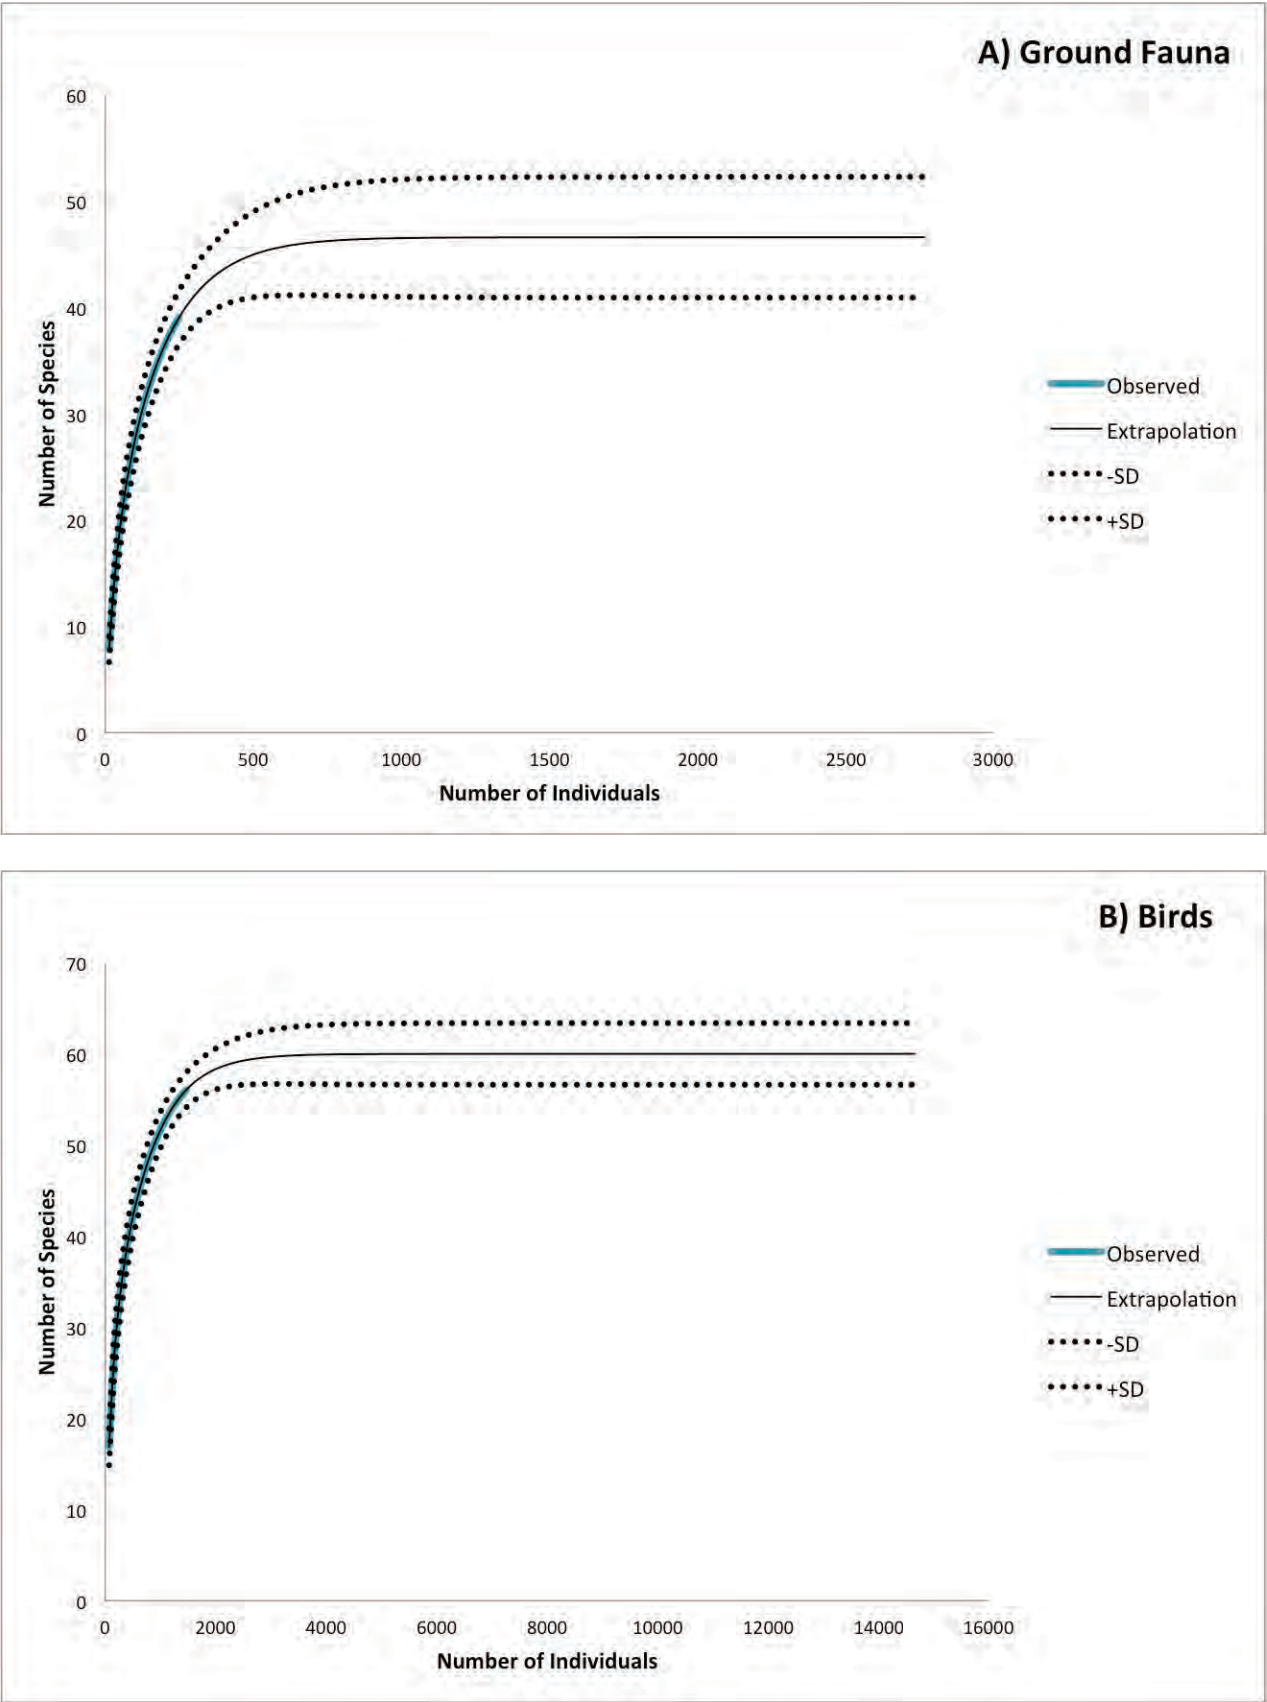 A) Ground Fauna
60
50
40
30
20
10
0
Number of Species
0 500 1000 1500 2000 2500 3000
Number of Individuals
Observed
Extrapolation
-SD
+SD
B) Birds
70
60
50
40
30
20
10
0
Number of Species
0 2000 4000 6000 8000 10000 12000 14000 16000
Number of Individuals
Observed
Extrapolation
-SD
+SD